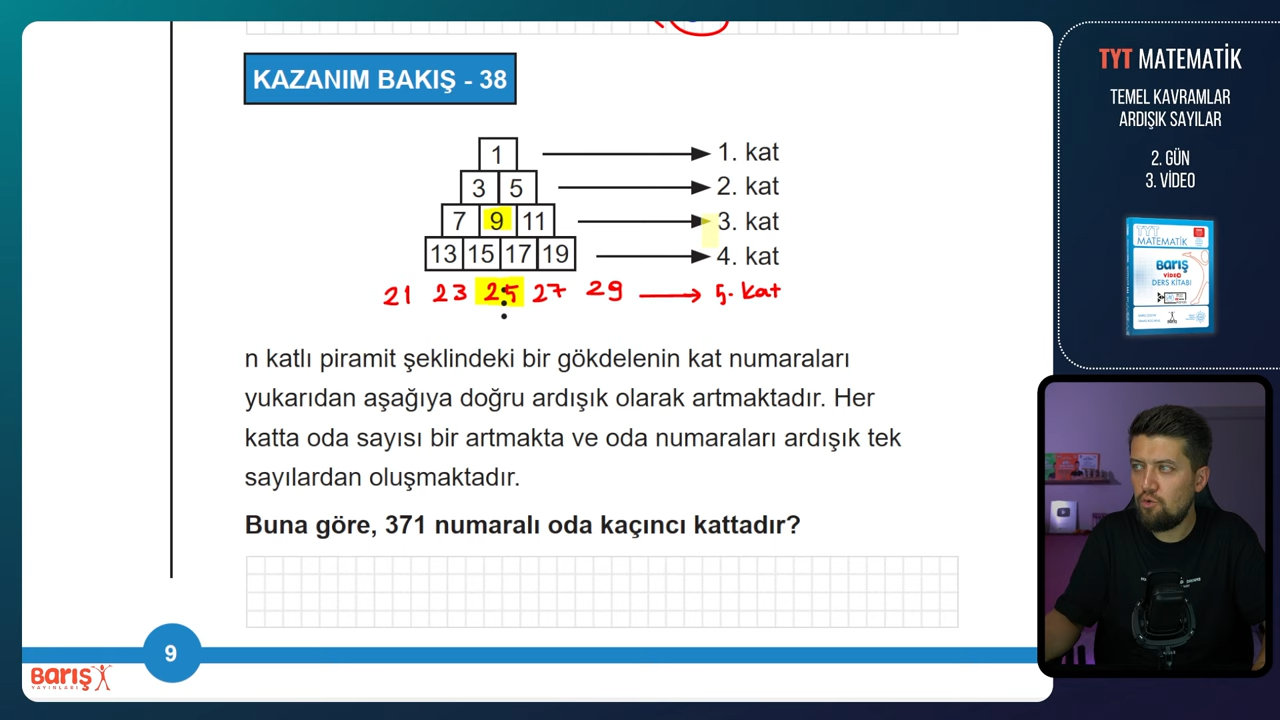 KAZANIM BAKIŞ - 38
1 1. kat
3 5 2. kat
7 9 11 3. kat
13 15 17 19 4. kat
21 23 25 27 29 5. kat
n katlı piramit şeklindeki bir gökdelenin kat numaraları
yukarıdan aşağıya doğru ardışık olarak artmaktadır. Her
katta oda sayısı bir artmakta ve oda numaraları ardışık tek
sayılardan oluşmaktadır.
Buna göre, 371 numaralı oda kaçıncı kattadır?
9
BARIŞ
YAYINLARI
TYT MATEMATİK
TEMEL KAVRAMLAR
ARDIŞIK SAYILAR
2. GÜN
3. VİDEO
TYT
MATEMATİK
BARIŞ
VİDEO
DERS KİTABI